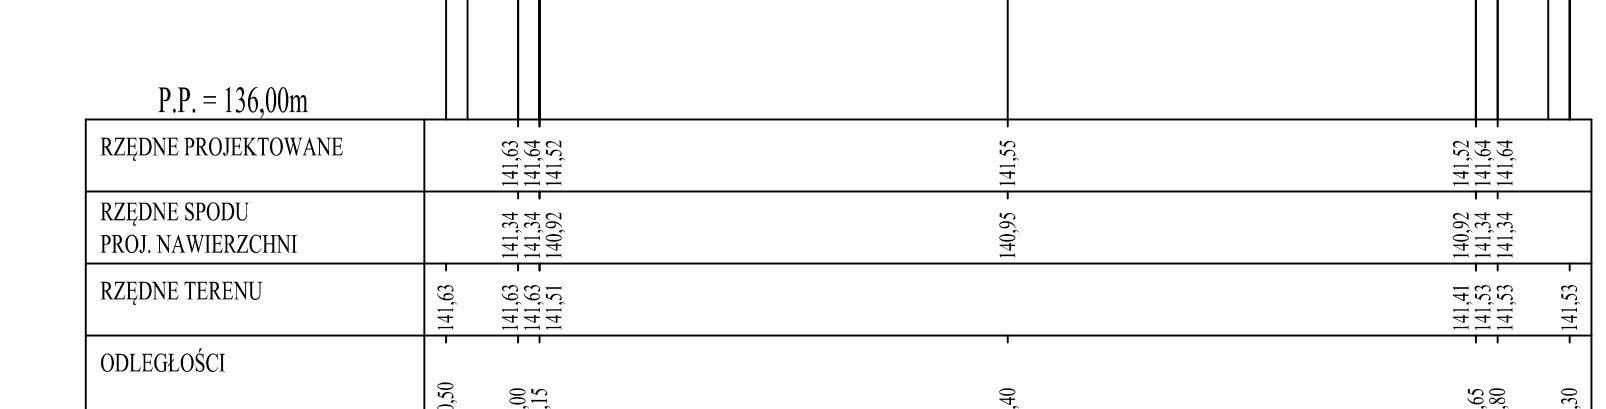 P.P. = 136,00m
RZĘDNE PROJEKTOWANE 141,63 141,64 141,52 141,55 141,52 141,64 141,64
RZĘDNE SPODU
PROJ. NAWIERZCHNI 141,34 141,34 140,92 140,95 140,92 141,34 141,34
RZĘDNE TERENU 141,63 141,63 141,63 141,51 141,41 141,53 141,53 141,53
ODLEGŁOŚCI